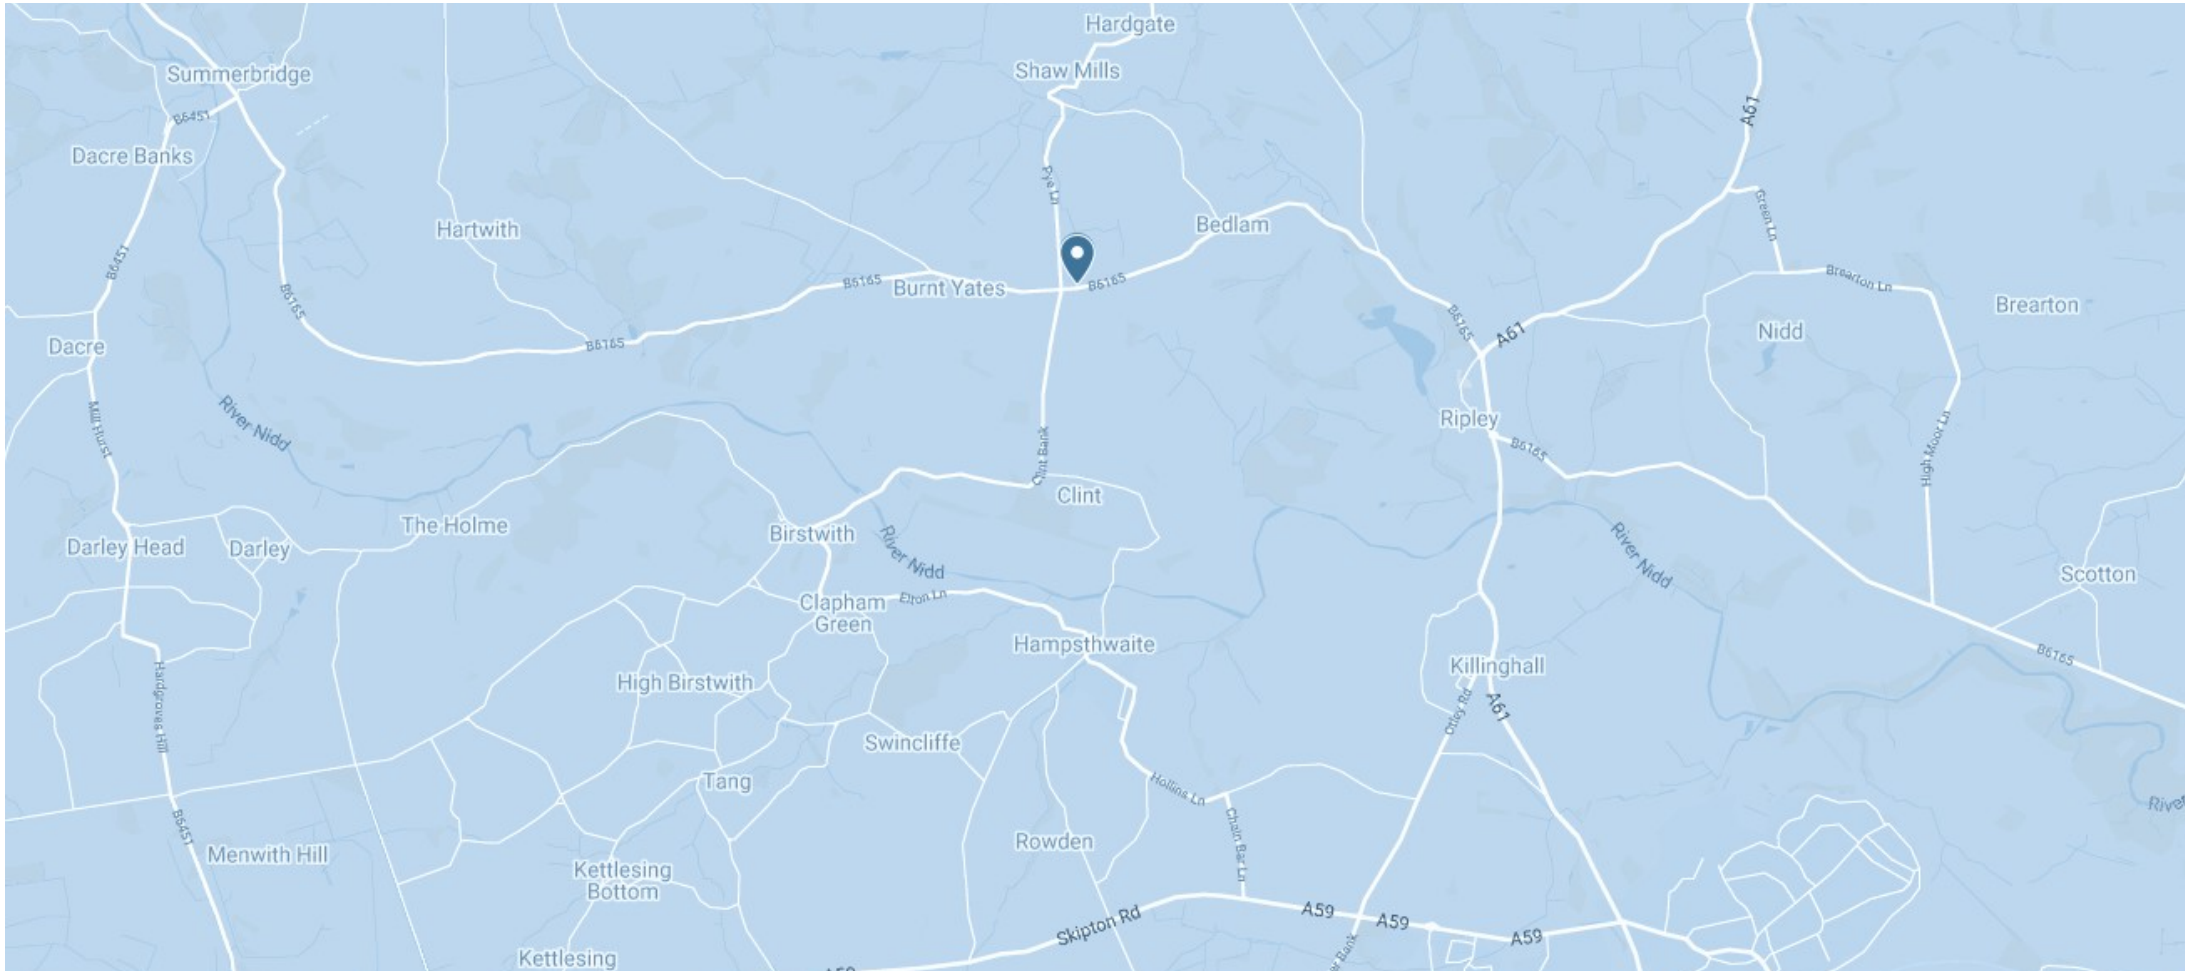 Hardgate
Shaw Mills
Summerbridge
B6451
A61
Dacre Banks
Pye Ln
Green Ln
Hartwith
Bedlam
B6451
B6165
B6165
B6165
Burnt Yates
B6165
Brearton Ln
Brearton
B6165
A61
Nidd
Dacre
B6165
Mill Hurst
River Nidd
Ripley
B6165
High Moor Ln
Clint Bank
Clint
The Holme
Birstwith
Darley Head
Darley
River Nidd
River Nidd
Scotton
Clapham
Green
Elton Ln
Hampsthwaite
B6165
Killinghall
High Birstwith
Hardgroves Hill
Otley Rd
A61
Swincliffe
Tang
Hollins Ln
River
Chain Bar Ln
B6451
Menwith Hill
Rowden
Kettlesing
Bottom
Skipton Rd
A59
A59
A59
Kettlesing
A59